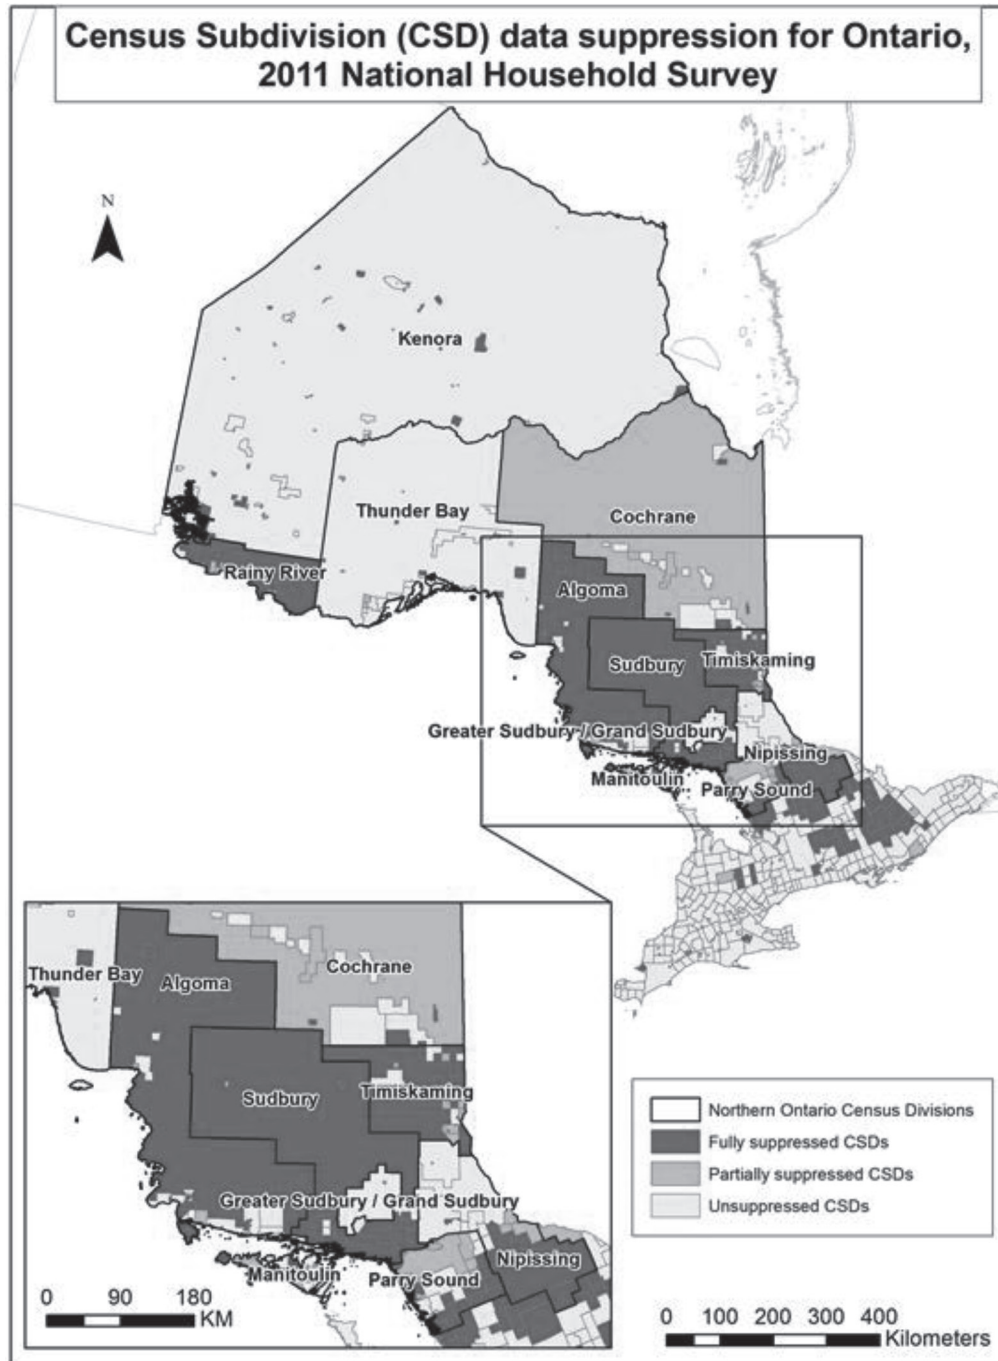 Census Subdivision (CSD) data suppression for Ontario,
2011 National Household Survey
N
Kenora
Thunder Bay
Cochrane
Rainy River
Algoma
Sudbury
Timiskaming
Greater Sudbury / Grand Sudbury
Nipissing
Manitoulin
Parry Sound
Thunder Bay
Algoma
Cochrane
Sudbury
Timiskaming
Greater Sudbury / Grand Sudbury
Nipissing
Manitoulin
Parry Sound
0 90 180
KM
Northern Ontario Census Divisions
Fully suppressed CSDs
Partially suppressed CSDs
Unsuppressed CSDs
0 100 200 300 400
Kilometers